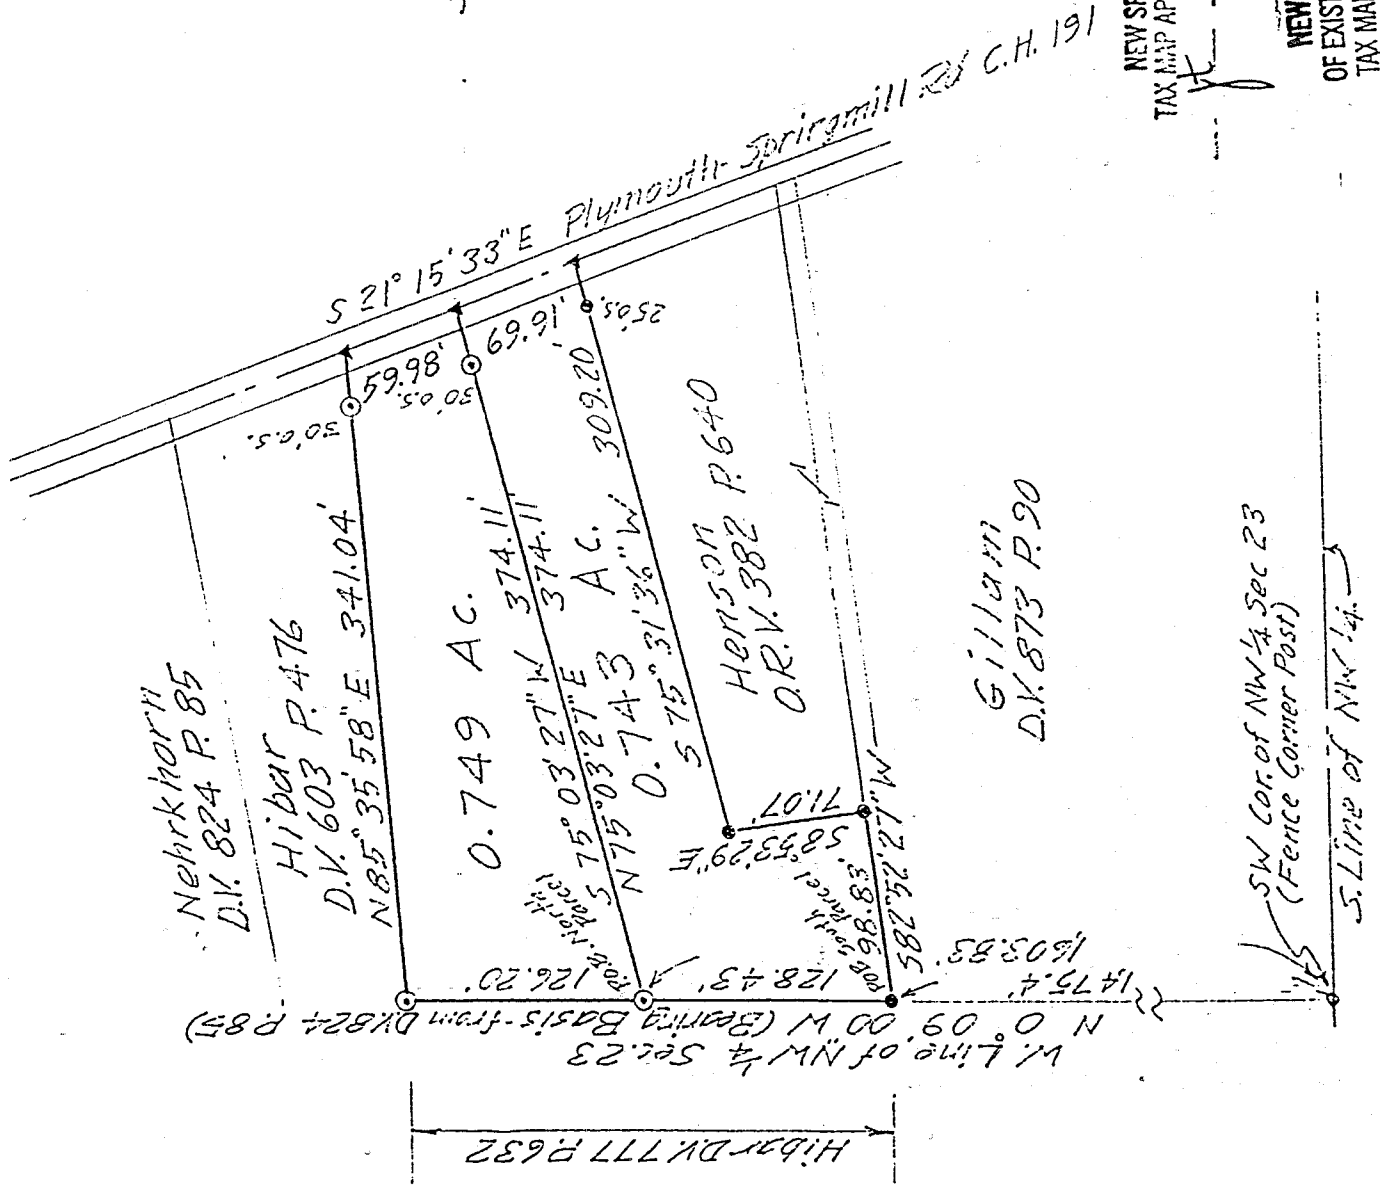 NEW SP
TAX MAP AP
NEW
OF EXIST
TAX MA
Plymouth-Springmill Rd C.H. 191
S 21° 15' 33" E
30' o.s.
59.98'
30' o.s.
69.91'
25' o.s.
Nehrkhorn
D.V. 824 P. 85
Hibar
D.V. 603 P. 476
N 85° 35' 58" E 341.04'
0.749 Ac.
S 75° 03' 27" W 374.11'
N 75° 03' 27" E 374.11'
0.743 Ac.
S 75° 31' 36" W 309.20
Henson
O.R.V. 382 P. 640
71.07'
S 8° 53' 29" E
P.O.B. North Parcel
POB South Parcel
98.83'
S 82° 52' 27" W
Gillam
D.V. 873 P. 90
126.20'
128.43'
1,603.83'
1,475.4'
N 0° 09' 00 W (Bearing Basis-from DV.824 P.85)
W. Line of NW 1/4 Sec. 23
Hibar D.V. 777 P. 632
SW Cor. of NW 1/4 Sec 23
(Fence Corner Post)
S. Line of NW 1/4